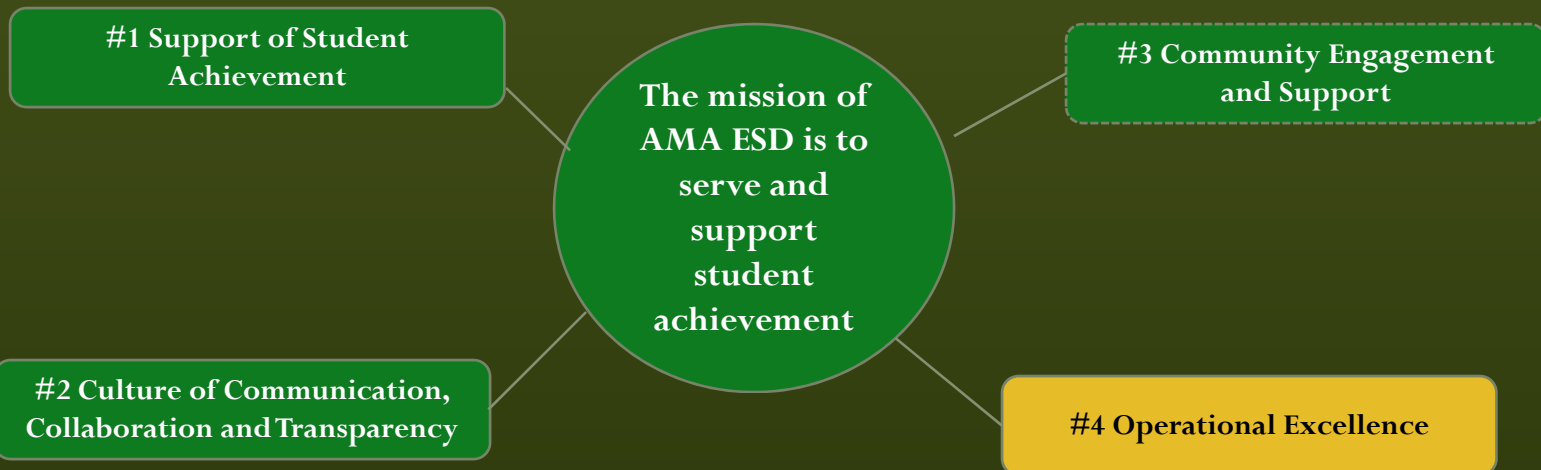 #1 Support of Student
Achievement
#2 Culture of Communication,
Collaboration and Transparency
The mission of
AMA ESD is to
serve and
support
student
achievement
#3 Community Engagement
and Support
#4 Operational Excellence